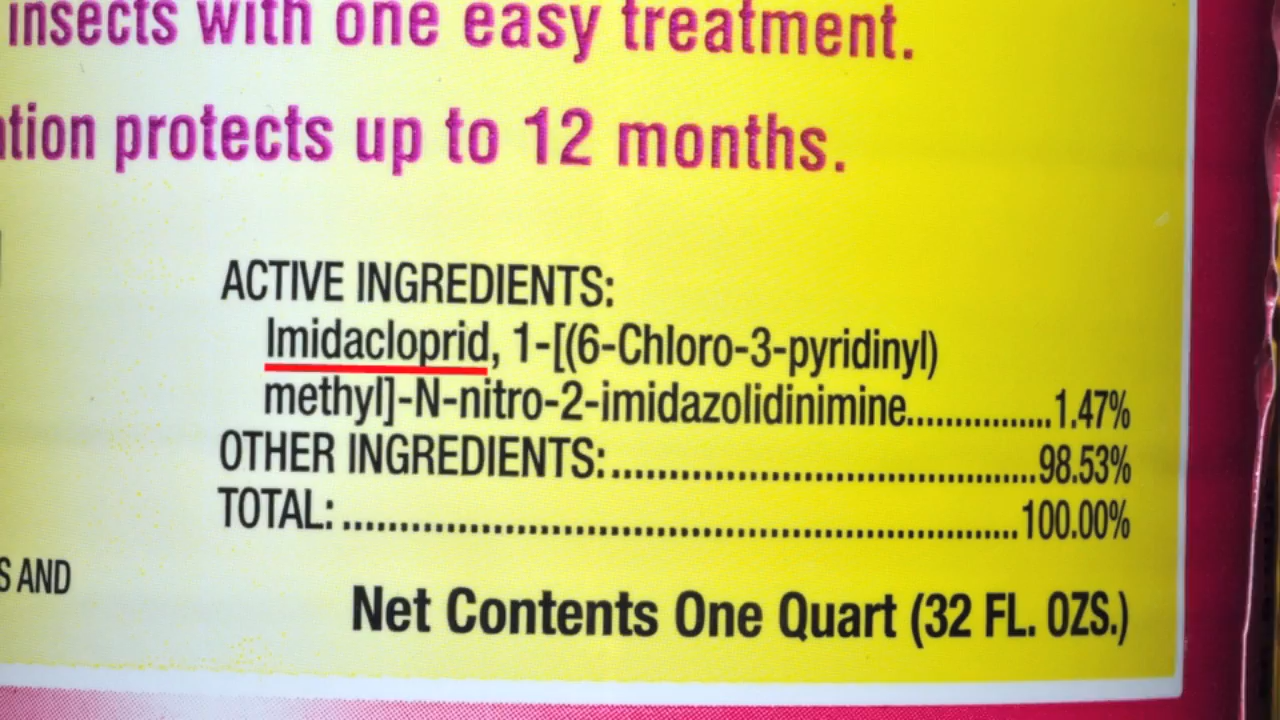 insects with one easy treatment.
protects up to 12 months.
ACTIVE INGREDIENTS:
Imidacloprid, 1-[(6-Chloro-3-pyridinyl)
methyl]-N-nitro-2-imidazolidinimine................1.47%
OTHER INGREDIENTS:.....................................98.53%
TOTAL: ..........................................................100.00%
AND
Net Contents One Quart (32 FL. OZS.)